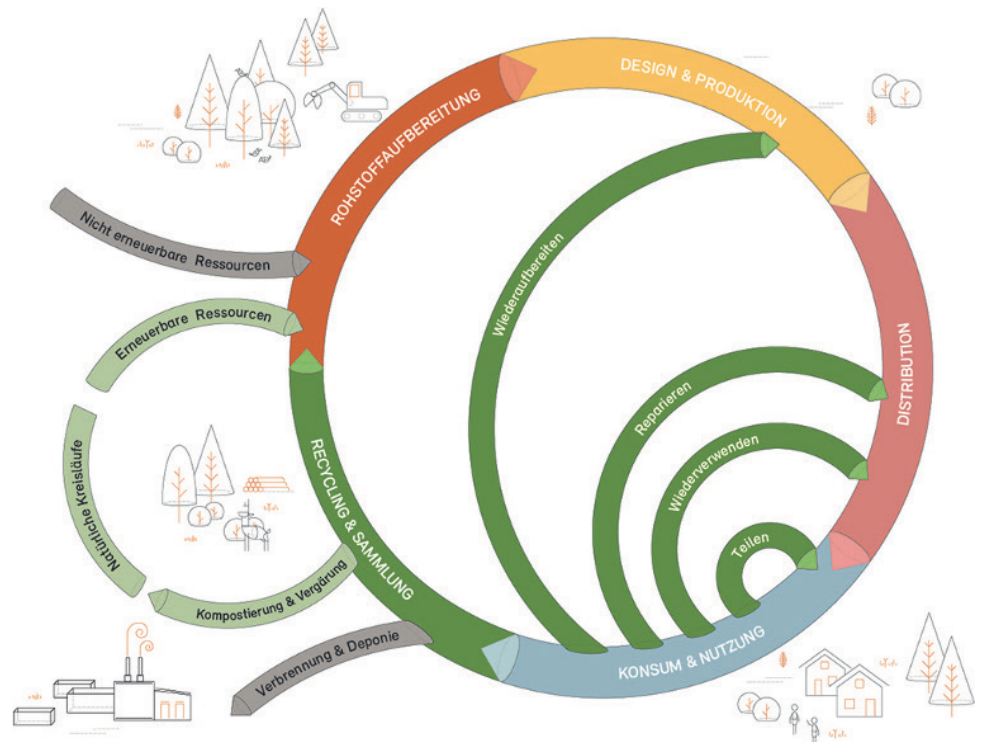 ROHSTOFFAUFBEREITUNG
DESIGN & PRODUKTION
DISTRIBUTION
KONSUM & NUTZUNG
RECYCLING & SAMMLUNG
Wiederaufbereiten
Reparieren
Wiederverwenden
Teilen
Nicht erneuerbare Ressourcen
Erneuerbare Ressourcen
Natürliche Kreisläufe
Kompostierung & Vergärung
Verbrennung & Deponie